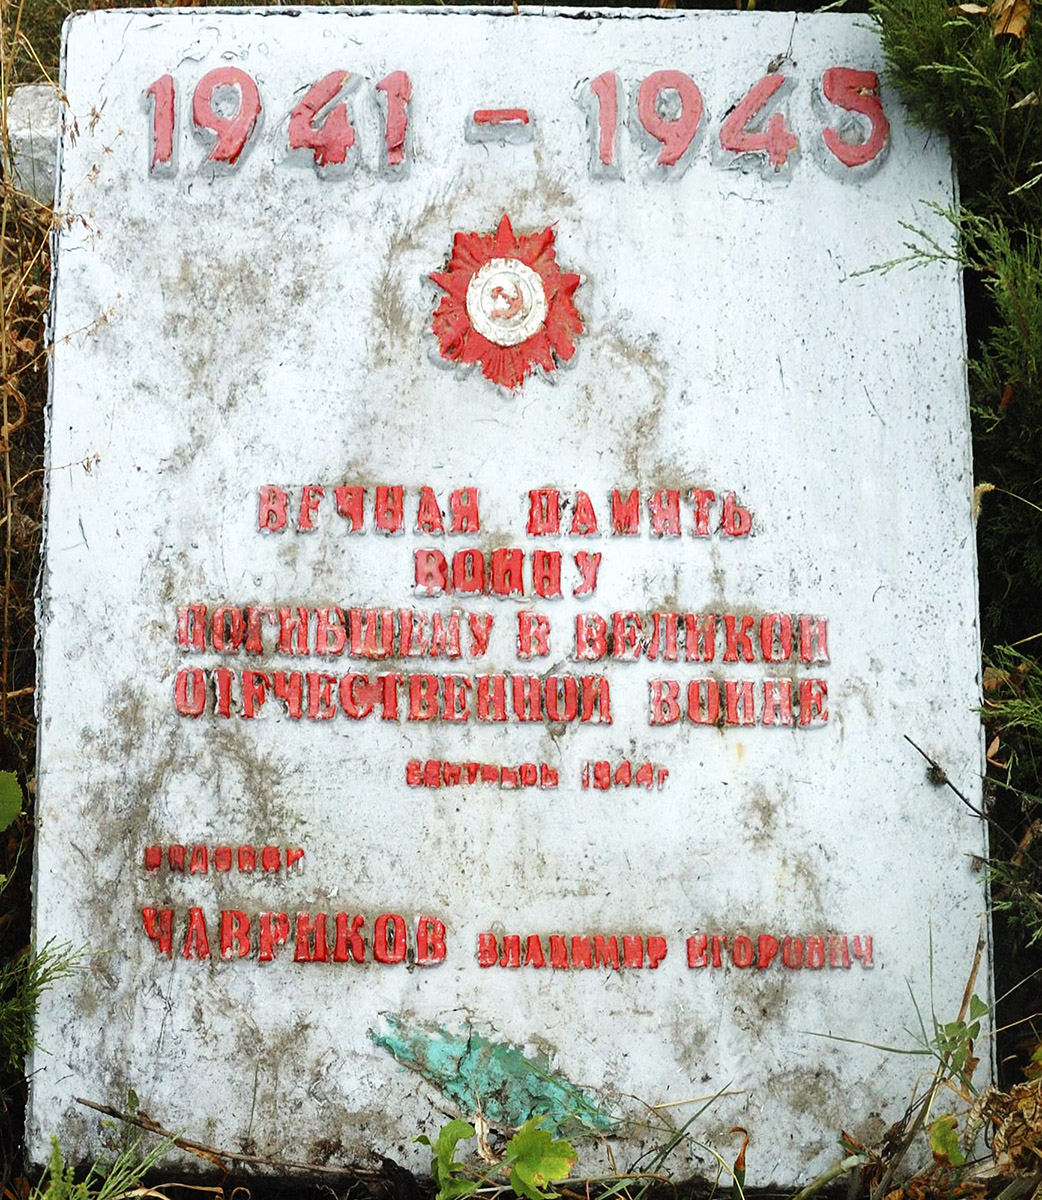 1941 – 1945
ВЕЧНАЯ ПАМЯТЬ
ВОИНУ
ПОГИБШЕМУ В ВЕЛИКОЙ
ОТЕЧЕСТВЕННОЙ ВОЙНЕ
СЕНТЯБРЬ 1944г
РЯДОВОЙ
ЧАВРИКОВ ВЛАДИМИР ЕГОРОВИЧ